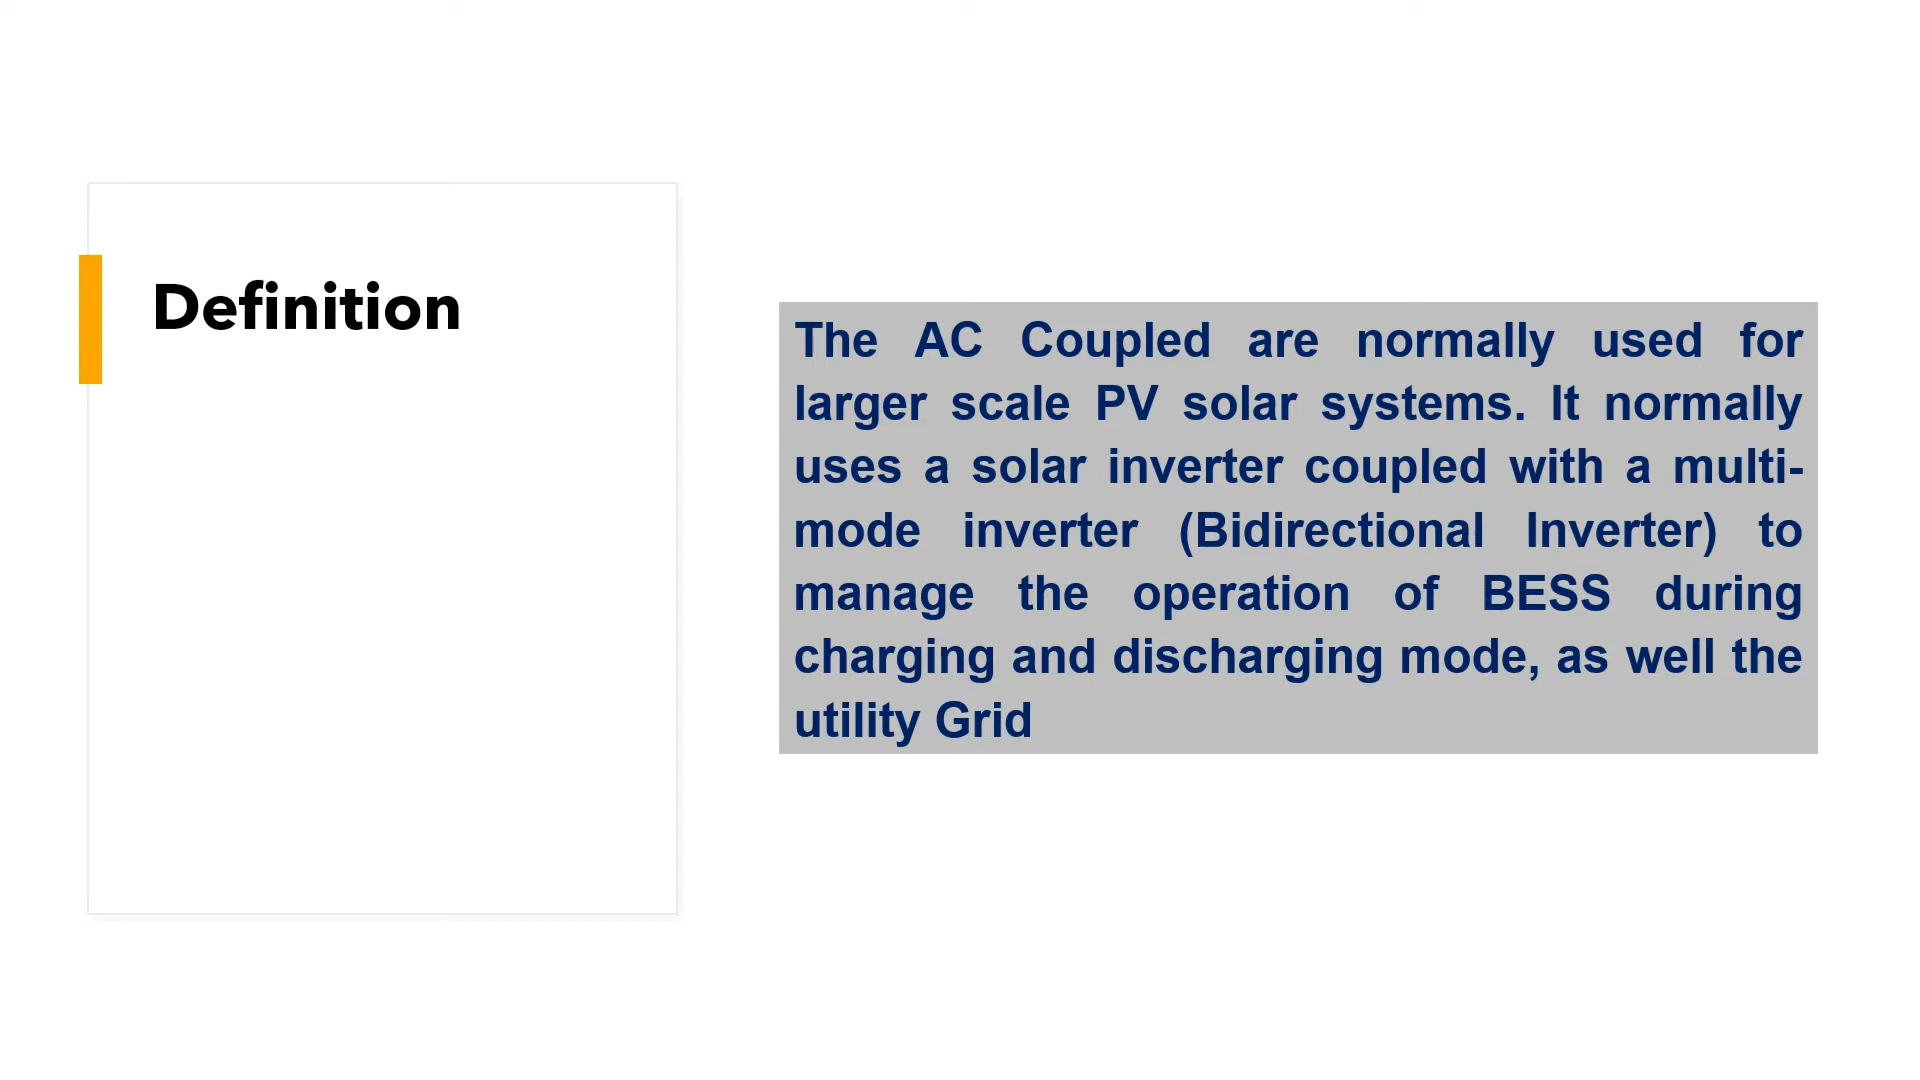 Definition
The AC Coupled are normally used for
larger scale PV solar systems. It normally
uses a solar inverter coupled with a multi-
mode inverter (Bidirectional Inverter) to
manage the operation of BESS during
charging and discharging mode, as well the
utility Grid